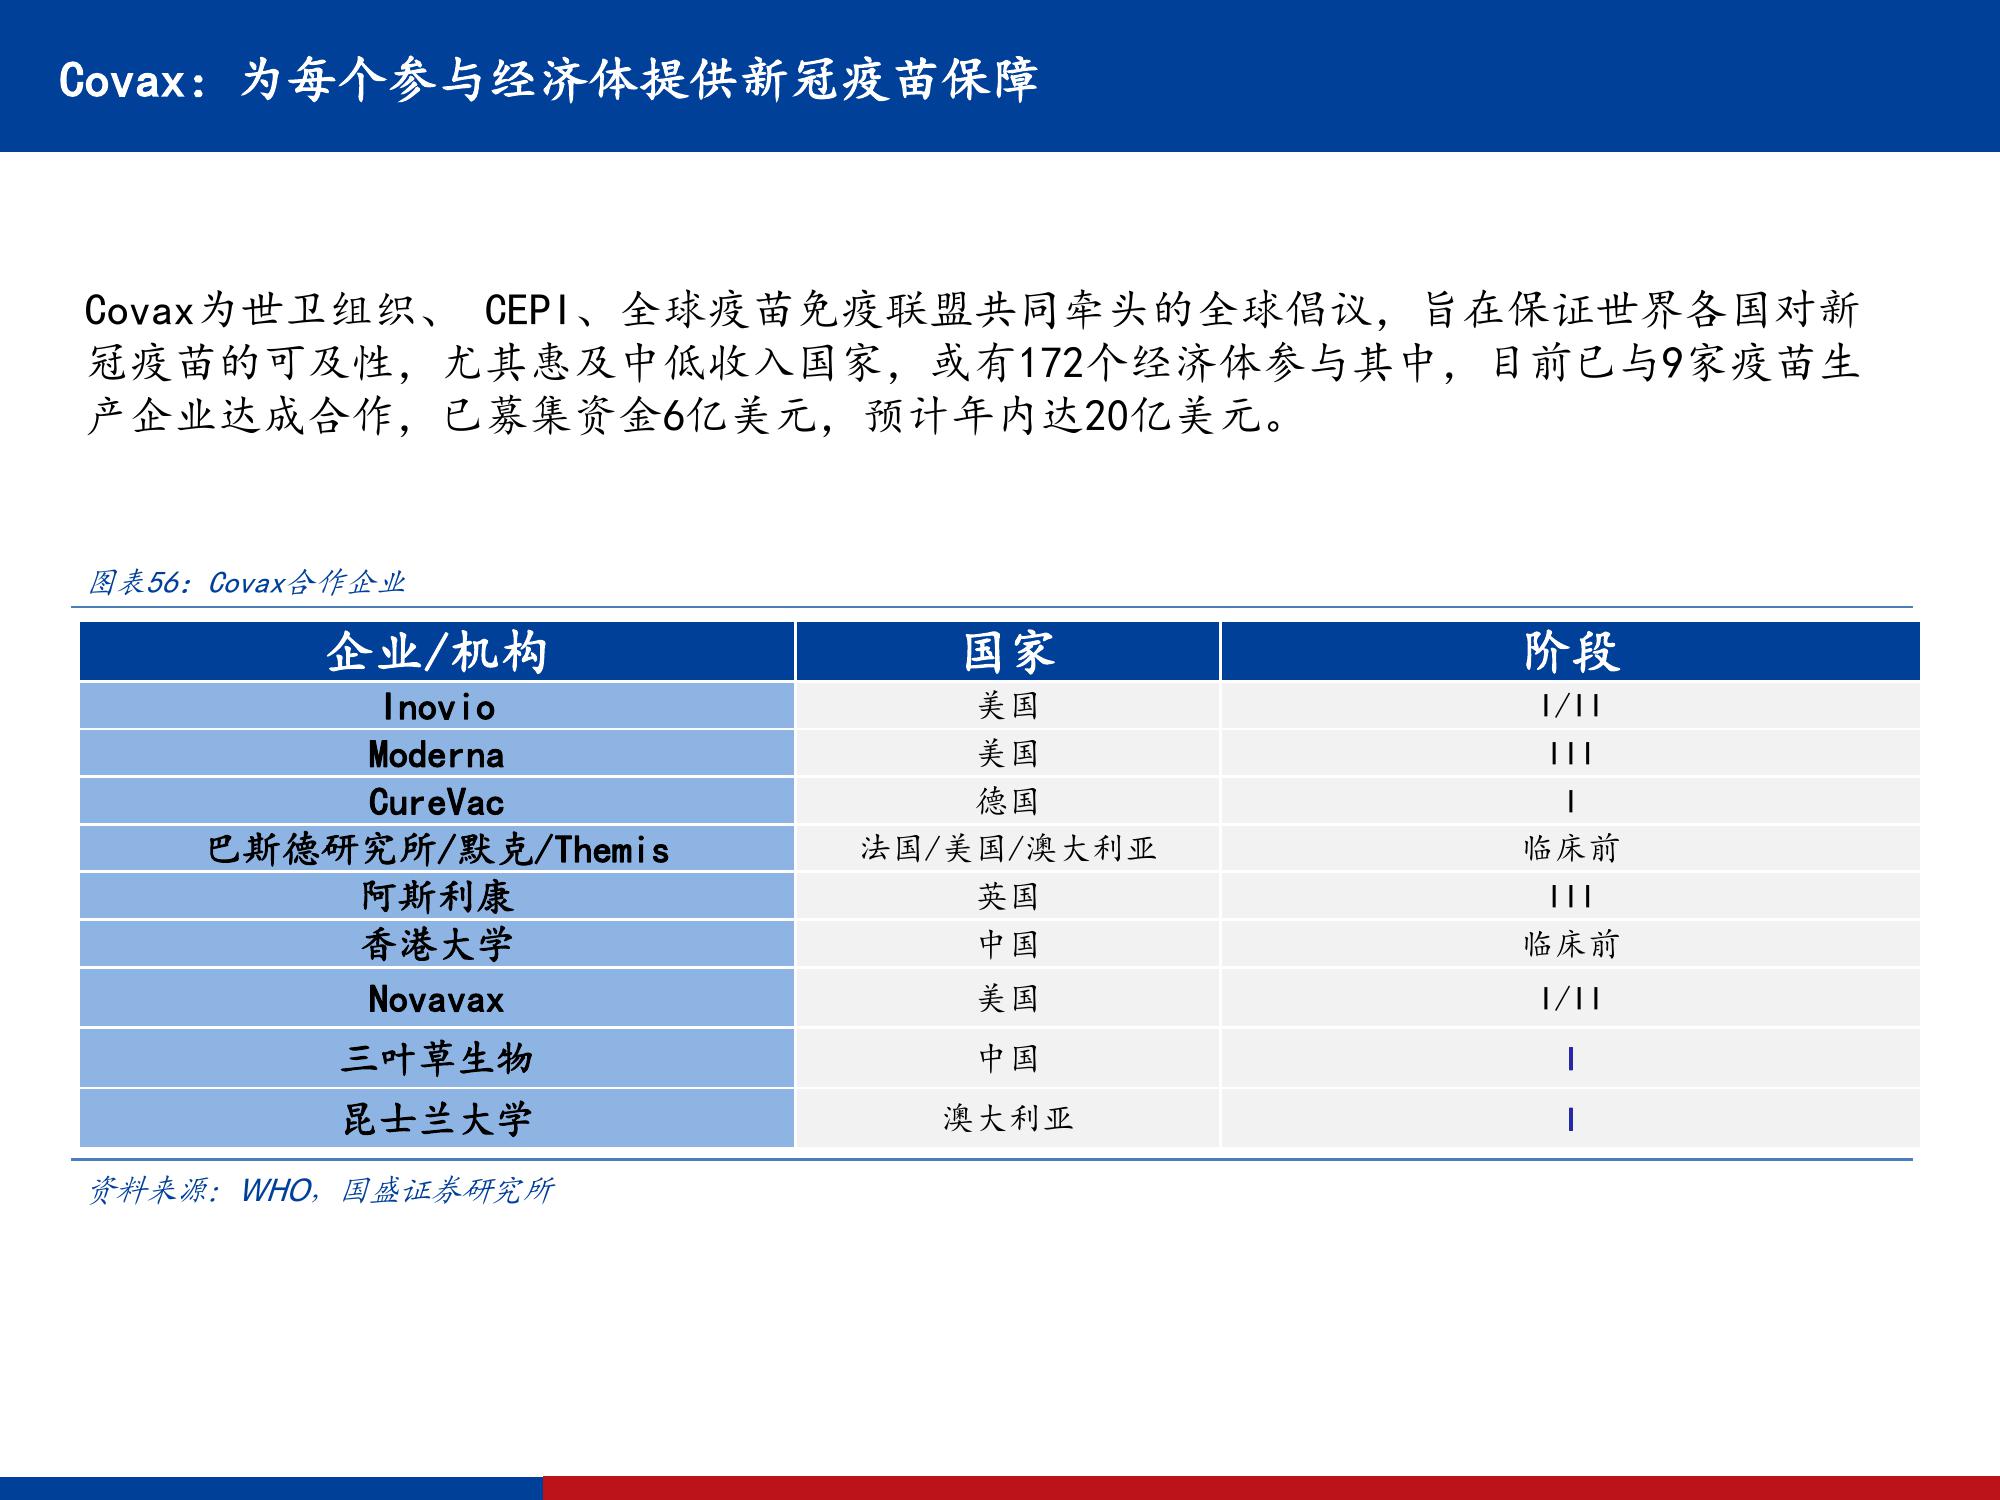 Covax：为每个参与经济体提供新冠疫苗保障
Covax为世卫组织、 CEPI、全球疫苗免疫联盟共同牵头的全球倡议，旨在保证世界各国对新
冠疫苗的可及性，尤其惠及中低收入国家，或有172个经济体参与其中，目前已与9家疫苗生
产企业达成合作，已募集资金6亿美元，预计年内达20亿美元。
图表56：Covax合作企业
企业/机构 国家 阶段
Inovio 美国 I/II
Moderna 美国 III
CureVac 德国 I
巴斯德研究所/默克/Themis 法国/美国/澳大利亚 临床前
阿斯利康 英国 III
香港大学 中国 临床前
Novavax 美国 I/II
三叶草生物 中国 I
昆士兰大学 澳大利亚 I
资料来源：WHO，国盛证券研究所